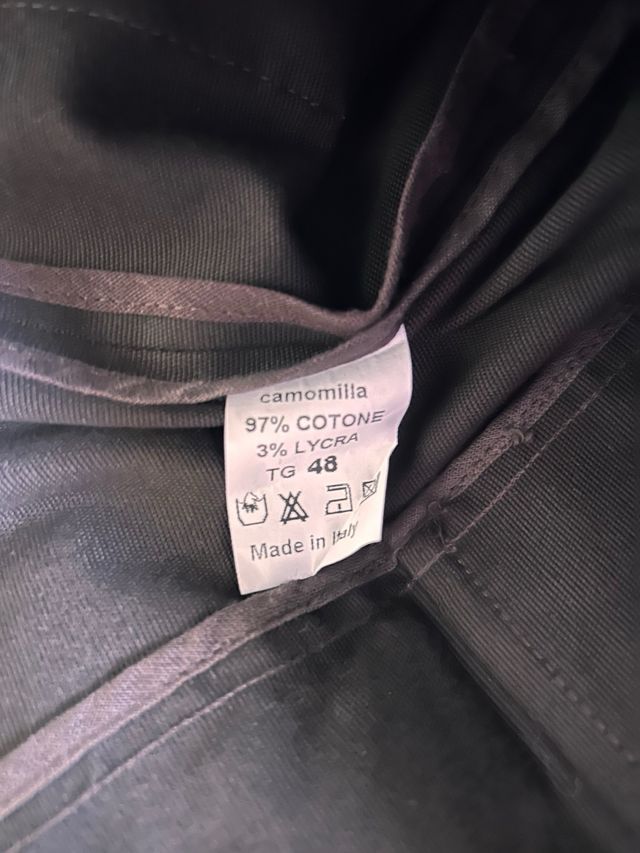 camomilla
97% COTONE
3% LYCRA
TG 48
Made in Italy